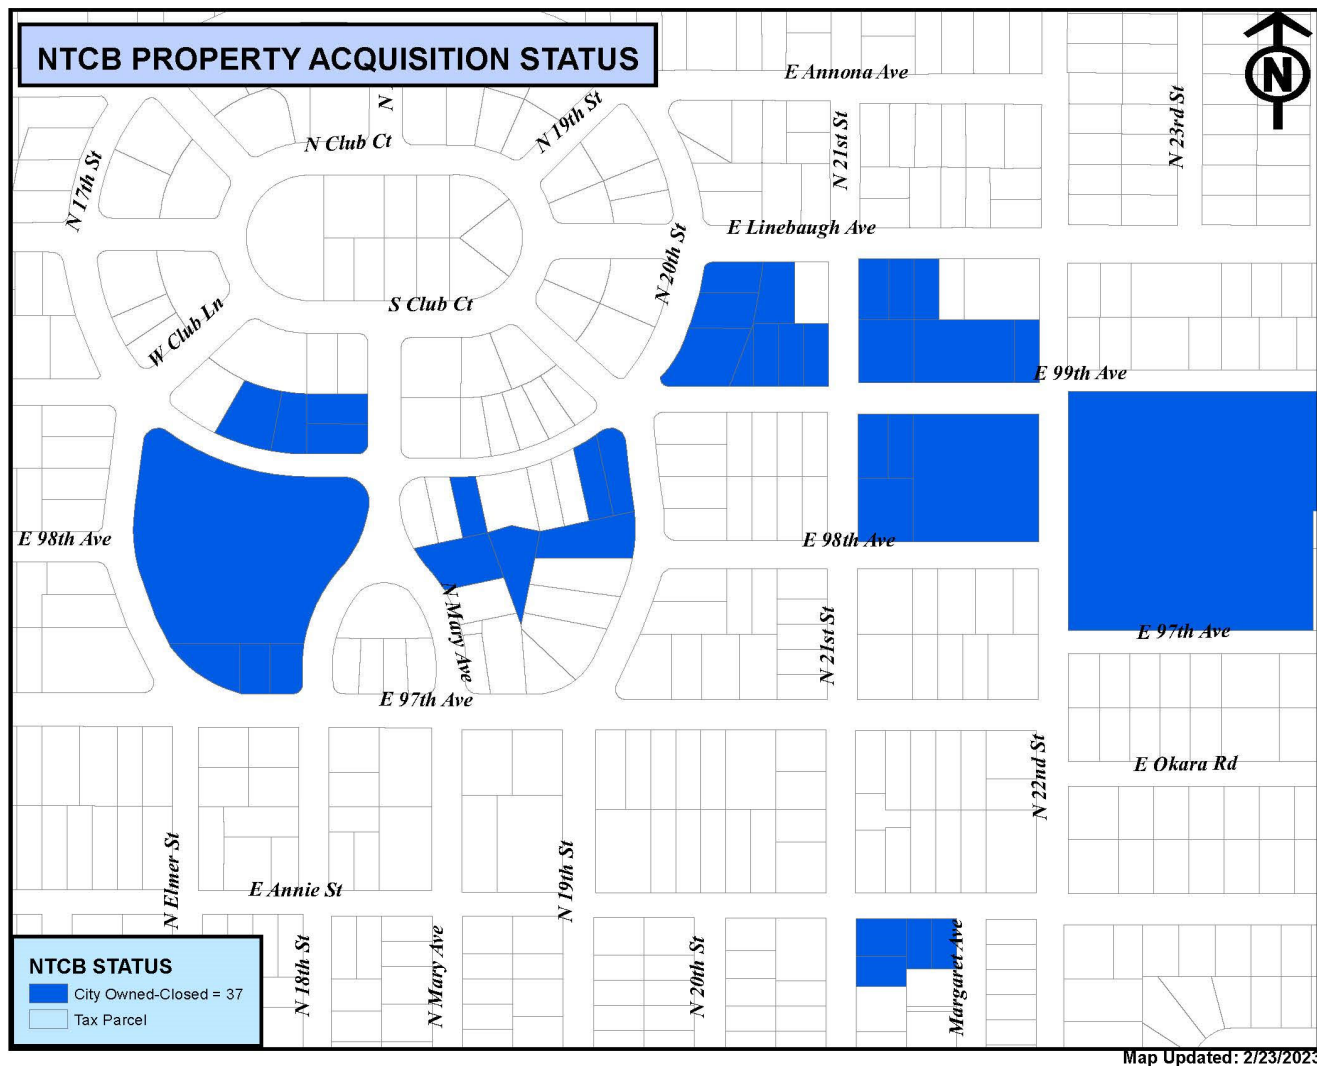 NTCB PROPERTY ACQUISITION STATUS
N
E Annona Ave
N
N 19th St
N Club Ct
N 21st St
N 23rd St
N 17th St
E Linebaugh Ave
N 20th St
S Club Ct
W Club Ln
E 99th Ave
E 98th Ave
E 98th Ave
N Mary Ave
N 21st St
E 97th Ave
E 97th Ave
N 22nd St
E Okara Rd
N Elmer St
N 19th St
E Annie St
N 18th St
N Mary Ave
N 20th St
Margaret Ave
NTCB STATUS
City Owned-Closed = 37
Tax Parcel
Map Updated: 2/23/2023